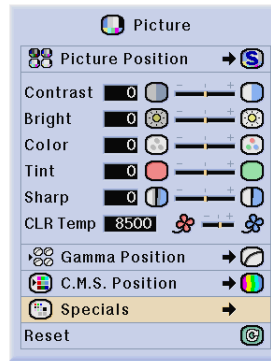 Picture
Picture Position S
Contrast 0
Bright 0
Color 0
Tint 0
Sharp 0
CLR Temp 8500
Gamma Position
C.M.S. Position
Specials
Reset